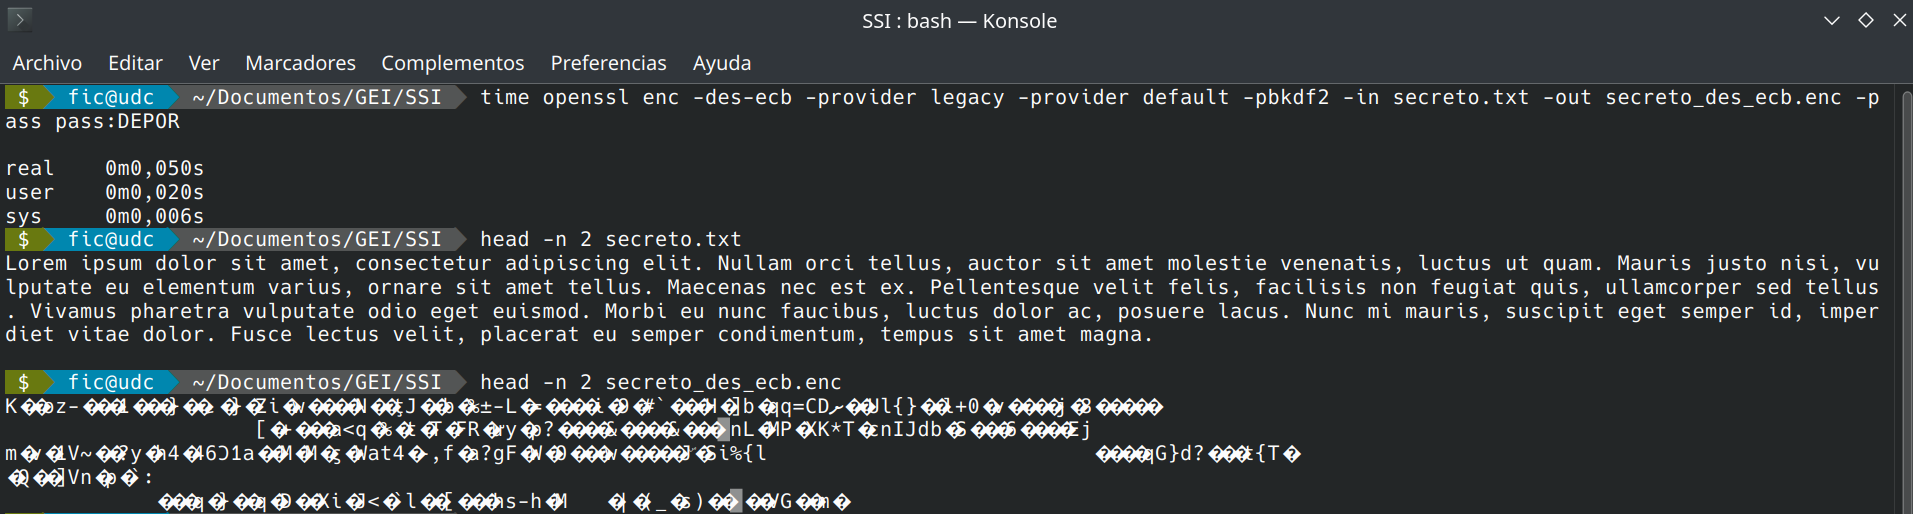 SSI : bash — Konsole
Archivo Editar Ver Marcadores Complementos Preferencias Ayuda
$ fic@udc ~/Documentos/GEI/SSI time openssl enc -des-ecb -provider legacy -provider default -pbkdf2 -in secreto.txt -out secreto_des_ecb.enc -p
ass pass:DEPOR
real 0m0,050s
user 0m0,020s
sys 0m0,006s
$ fic@udc ~/Documentos/GEI/SSI head -n 2 secreto.txt
Lorem ipsum dolor sit amet, consectetur adipiscing elit. Nullam orci tellus, auctor sit amet molestie venenatis, luctus ut quam. Mauris justo nisi, vu
lputate eu elementum varius, ornare sit amet tellus. Maecenas nec est ex. Pellentesque velit felis, facilisis non feugiat quis, ullamcorper sed tellus
. Vivamus pharetra vulputate odio eget euismod. Morbi eu nunc faucibus, luctus dolor ac, posuere lacus. Nunc mi mauris, suscipit eget semper id, imper
diet vitae dolor. Fusce lectus velit, placerat eu semper condimentum, tempus sit amet magna.
$ fic@udc ~/Documentos/GEI/SSI head -n 2 secreto_des_ecb.enc